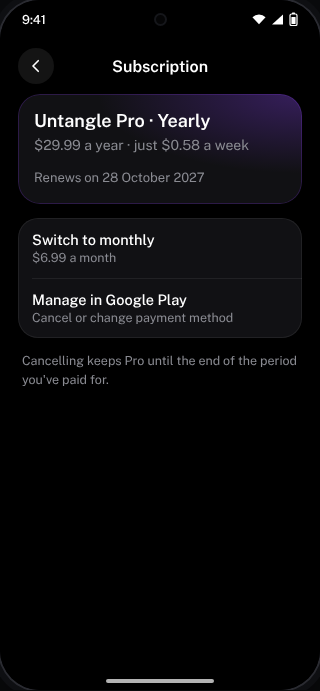 9:41
Subscription
Untangle Pro · Yearly
$29.99 a year · just $0.58 a week
Renews on 28 October 2027
Switch to monthly
$6.99 a month
Manage in Google Play
Cancel or change payment method
Cancelling keeps Pro until the end of the period
you've paid for.